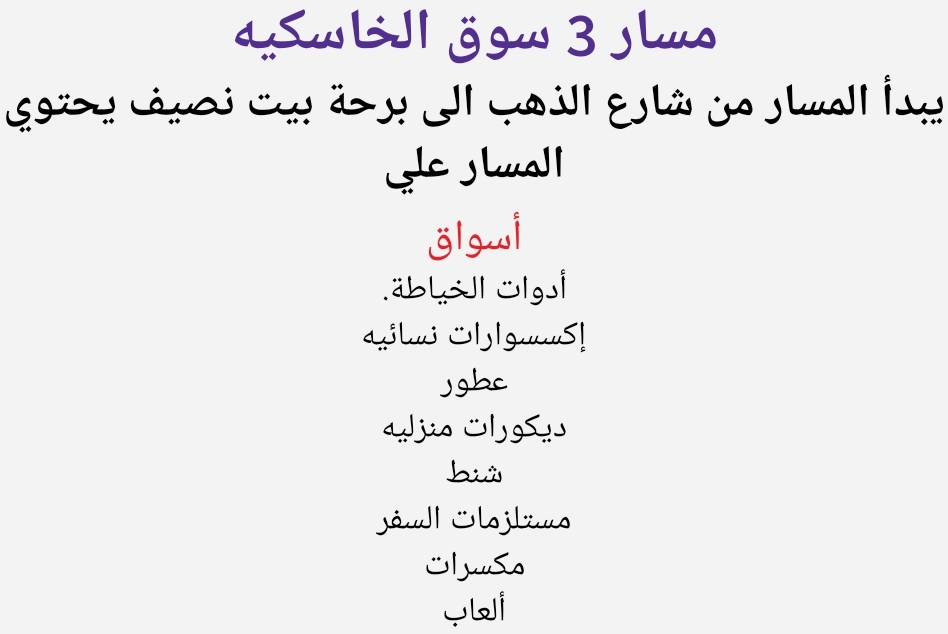 مسار 3 سوق الخاسكيه
يبدأ المسار من شارع الذهب الى برحة بيت نصيف يحتوي
المسار علي
أسواق
أدوات الخياطة.
إكسسوارات نسائيه
عطور
ديكورات منزليه
شنط
مستلزمات السفر
مكسرات
ألعاب